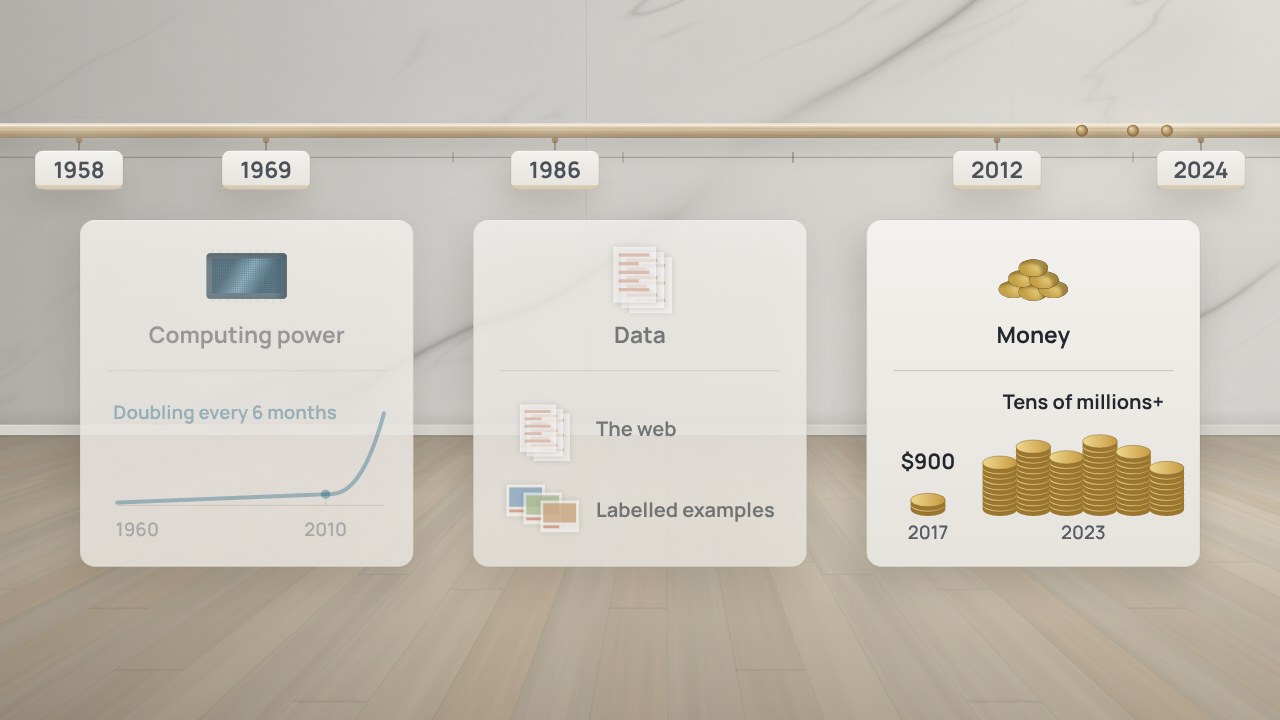 1958
1969
1986
2012
2024
Computing power
Doubling every 6 months
1960
2010
Data
The web
Labelled examples
Money
Tens of millions+
$900
2017
2023